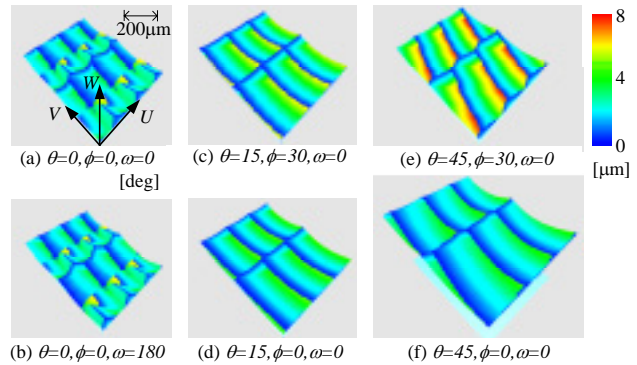 200μm
W
V
U
8
4
0
[μm]
(a) θ=0,ϕ=0,ω=0
[deg]
(c) θ=15,ϕ=30,ω=0
(e) θ=45,ϕ=30,ω=0
(b) θ=0,ϕ=0,ω=180
(d) θ=15,ϕ=0,ω=0
(f) θ=45,ϕ=0,ω=0